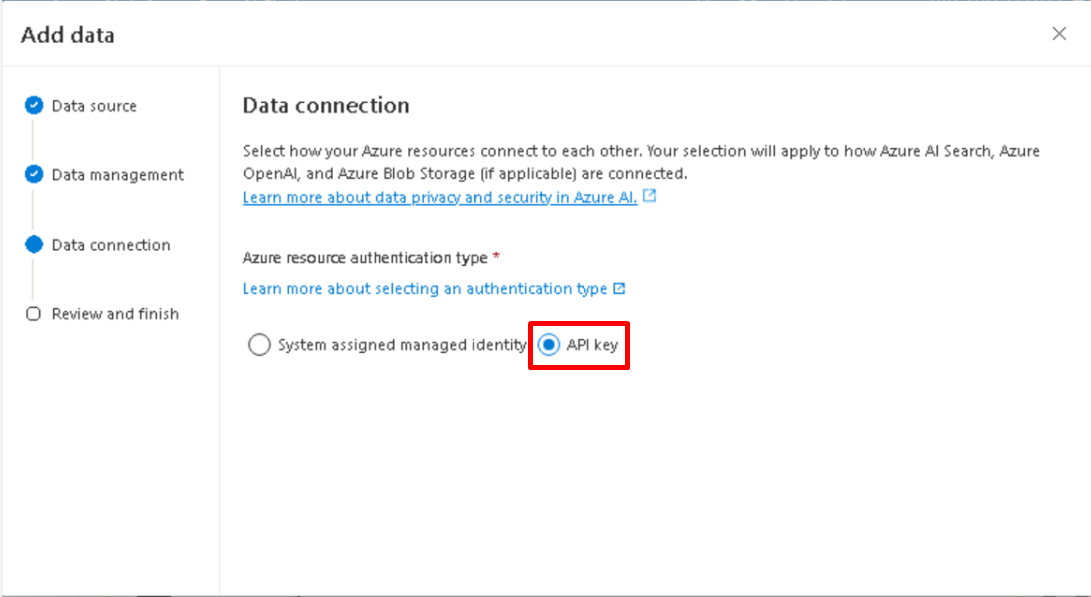 Add data
Data source
Data management
Data connection
Review and finish
Data connection
Select how your Azure resources connect to each other. Your selection will apply to how Azure AI Search, Azure
OpenAI, and Azure Blob Storage (if applicable) are connected.
Learn more about data privacy and security in Azure AI.
Azure resource authentication type *
Learn more about selecting an authentication type
System assigned managed identity API key